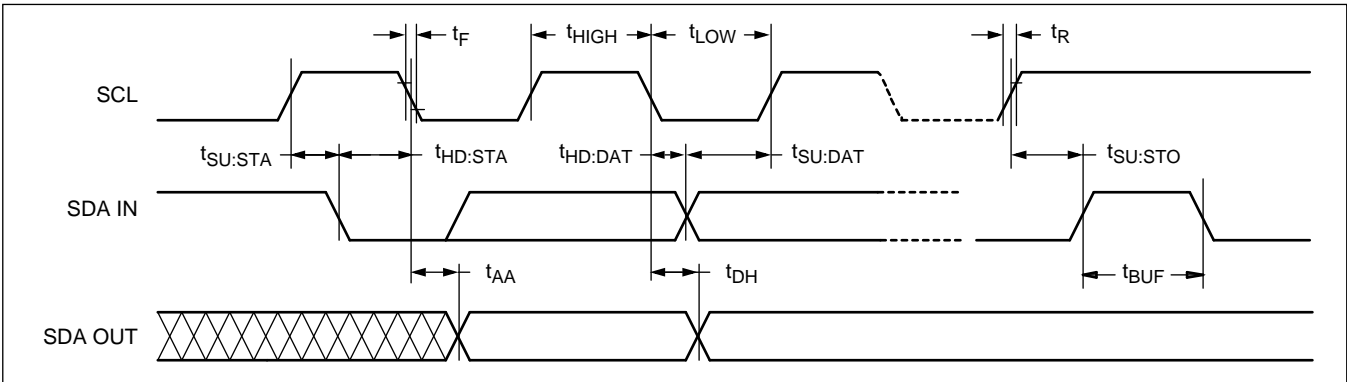 tF
tHIGH
tLOW
tR
SCL
tSU:STA
tHD:STA
tHD:DAT
tSU:DAT
tSU:STO
SDA IN
tAA
tDH
tBUF
SDA OUT